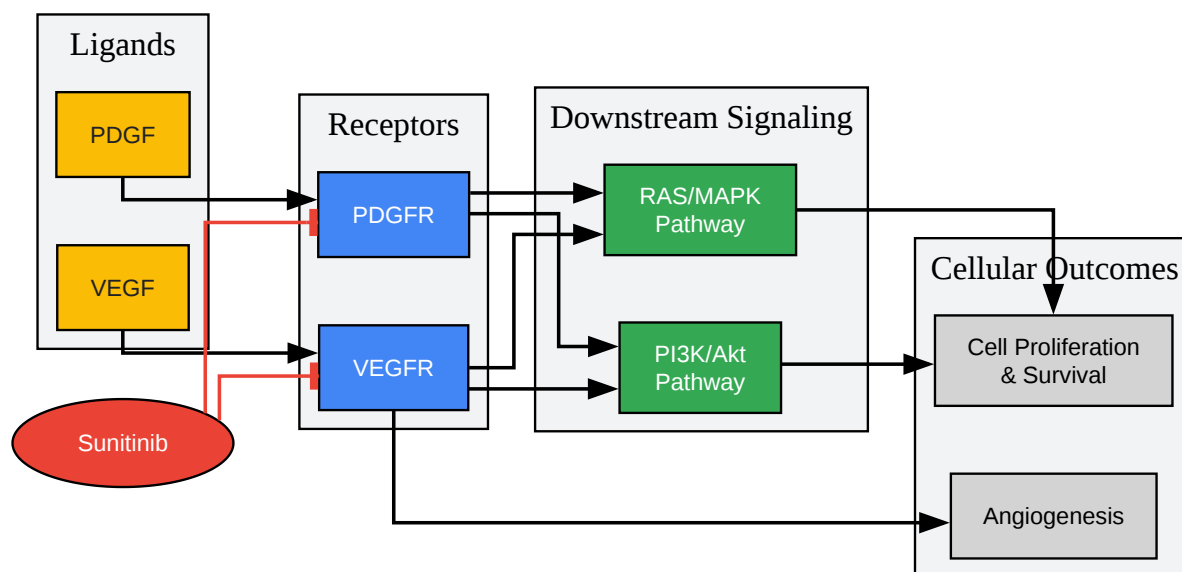 Ligands
PDGF
VEGF
Sunitinib
Receptors
PDGFR
VEGFR
Downstream Signaling
RAS/MAPK
Pathway
PI3K/Akt
Pathway
Cellular Outcomes
Cell Proliferation
& Survival
Angiogenesis